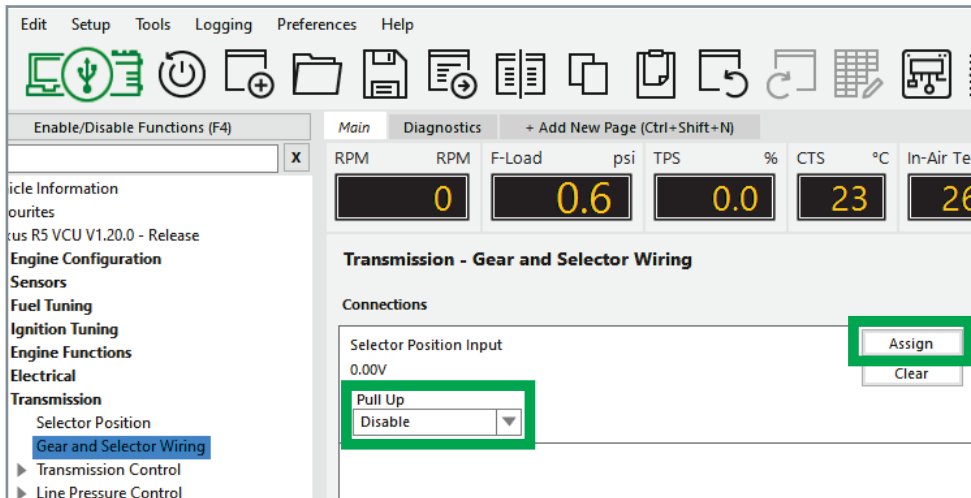 Edit Setup Tools Logging Preferences Help
Enable/Disable Functions (F4)
Main Diagnostics + Add New Page (Ctrl+Shift+N)
X
RPM RPM F-Load psi TPS % CTS °C In-Air Te
0 0.6 0.0 23 26
icle Information
ourites
us R5 VCU V1.20.0 - Release
Engine Configuration
Sensors
Fuel Tuning
Ignition Tuning
Engine Functions
Electrical
Transmission
Selector Position
Gear and Selector Wiring
Transmission Control
Line Pressure Control
Transmission - Gear and Selector Wiring
Connections
Selector Position Input
0.00V
Pull Up
Disable
Assign
Clear